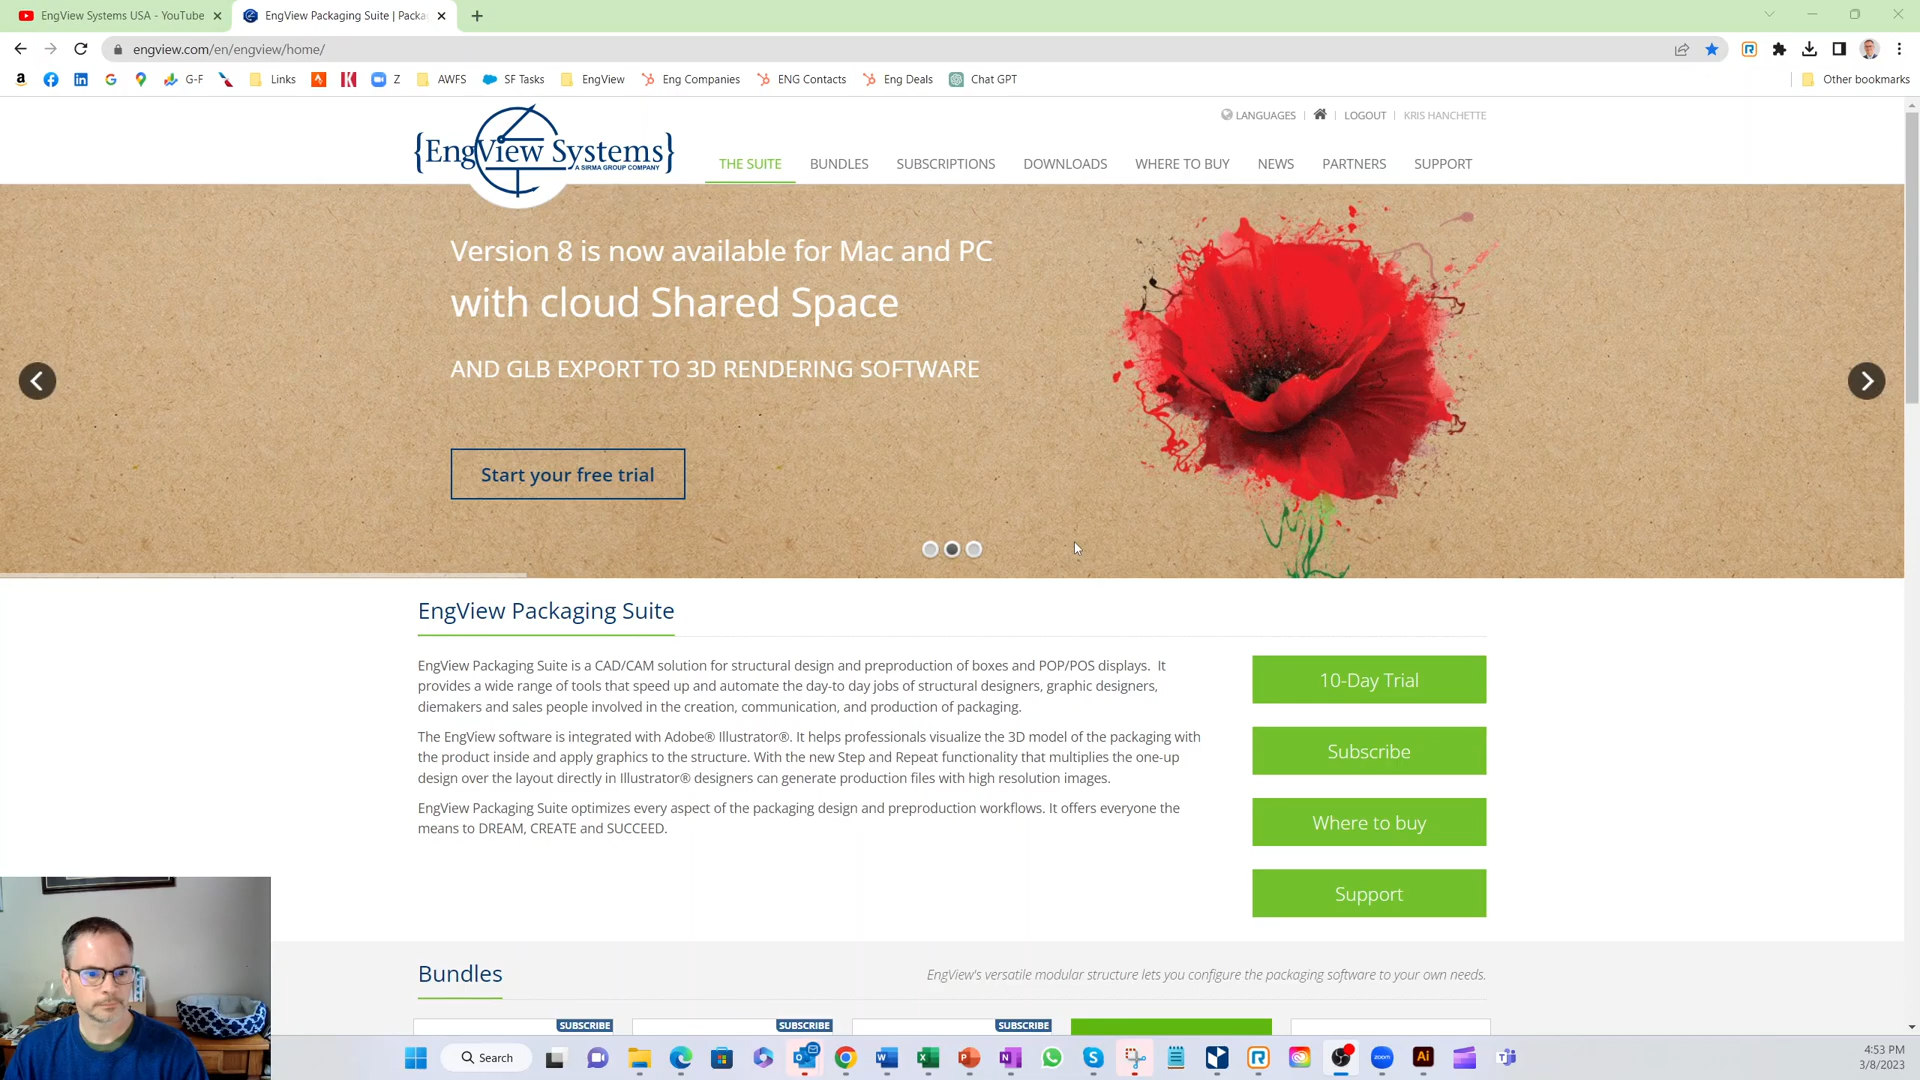 EngView Systems USA - YouTube
EngView Packaging Suite | Packa
engview.com/en/engview/home/
G-F
Links
Z
AWFS
SF Tasks
EngView
Eng Companies
ENG Contacts
Eng Deals
Chat GPT
Other bookmarks
{EngView Systems}
A SIRMA GROUP COMPANY
LANGUAGES
LOGOUT
KRIS HANCHETTE
THE SUITE
BUNDLES
SUBSCRIPTIONS
DOWNLOADS
WHERE TO BUY
NEWS
PARTNERS
SUPPORT
Version 8 is now available for Mac and PC
with cloud Shared Space
AND GLB EXPORT TO 3D RENDERING SOFTWARE
Start your free trial
EngView Packaging Suite
EngView Packaging Suite is a CAD/CAM solution for structural design and preproduction of boxes and POP/POS displays. It
provides a wide range of tools that speed up and automate the day-to day jobs of structural designers, graphic designers,
diemakers and sales people involved in the creation, communication, and production of packaging.
The EngView software is integrated with Adobe® Illustrator®. It helps professionals visualize the 3D model of the packaging with
the product inside and apply graphics to the structure. With the new Step and Repeat functionality that multiplies the one-up
design over the layout directly in Illustrator® designers can generate production files with high resolution images.
EngView Packaging Suite optimizes every aspect of the packaging design and preproduction workflows. It offers everyone the
means to DREAM, CREATE and SUCCEED.
10-Day Trial
Subscribe
Where to buy
Support
Bundles
EngView's versatile modular structure lets you configure the packaging software to your own needs.
SUBSCRIBE
SUBSCRIBE
SUBSCRIBE
Search
4:53 PM
3/8/2023